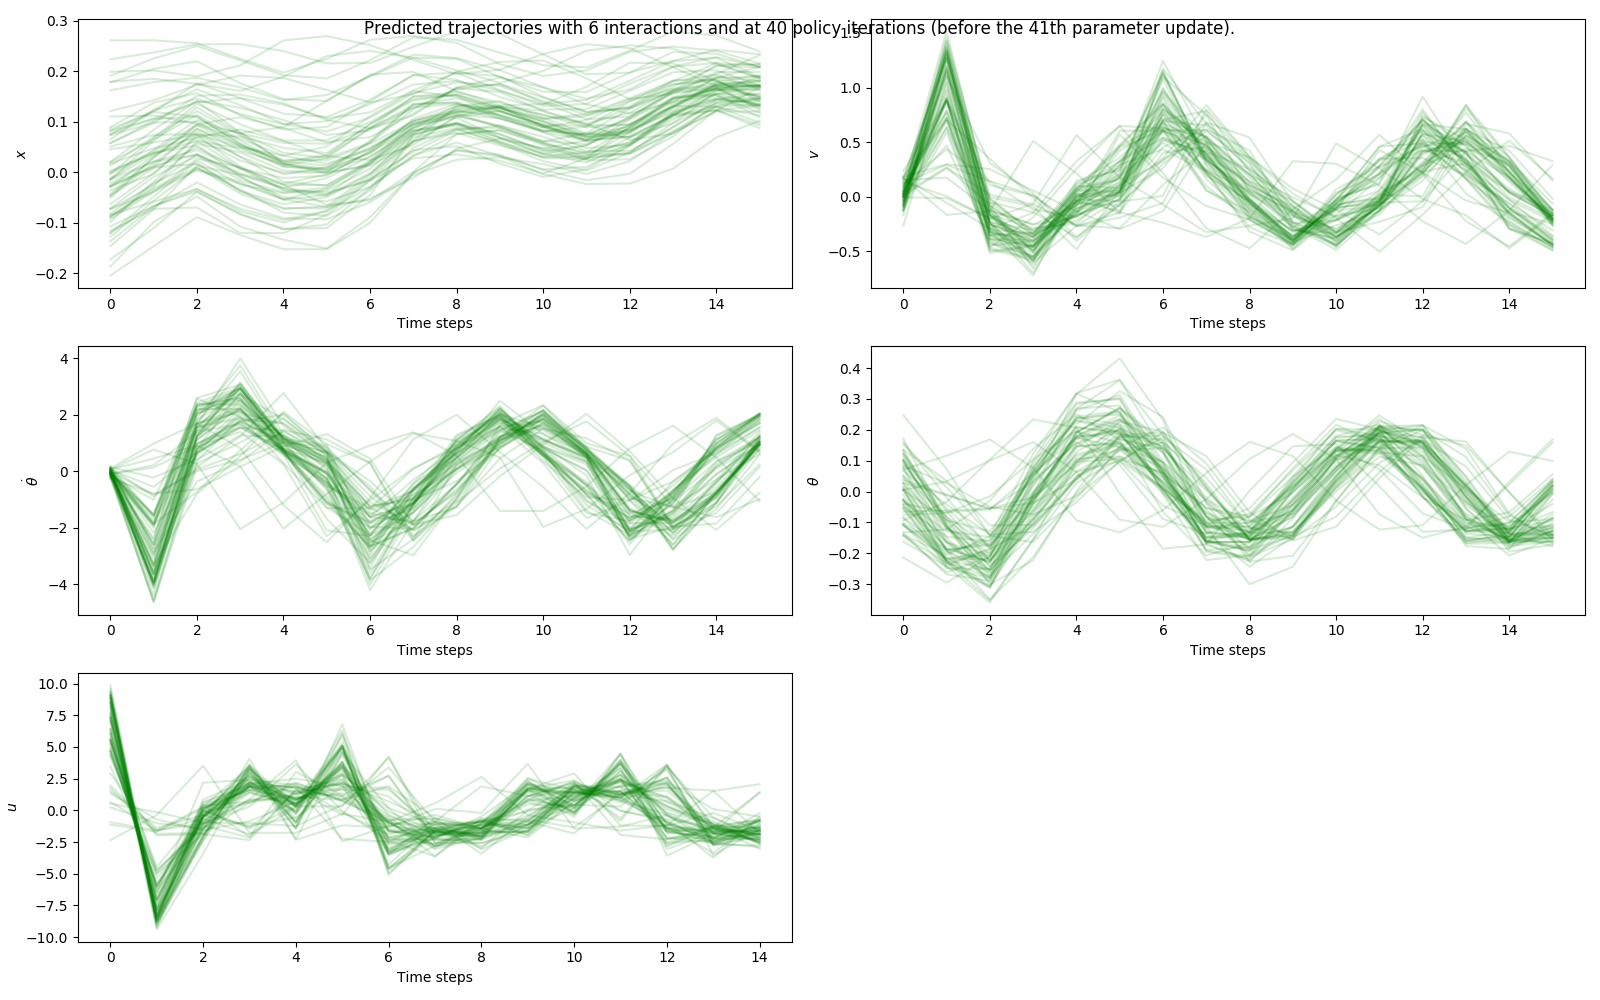 Predicted trajectories with 6 interactions and at 40 policy iterations (before the 41th parameter update).
0.3
0.2
0.1
0.0
−0.1
−0.2
x
0 2 4 6 8 10 12 14
Time steps
1.5
1.0
0.5
0.0
−0.5
v
0 2 4 6 8 10 12 14
Time steps
4
2
0
−2
−4
θ̇
0 2 4 6 8 10 12 14
Time steps
0.4
0.3
0.2
0.1
0.0
−0.1
−0.2
−0.3
θ
0 2 4 6 8 10 12 14
Time steps
10.0
7.5
5.0
2.5
0.0
−2.5
−5.0
−7.5
−10.0
u
0 2 4 6 8 10 12 14
Time steps